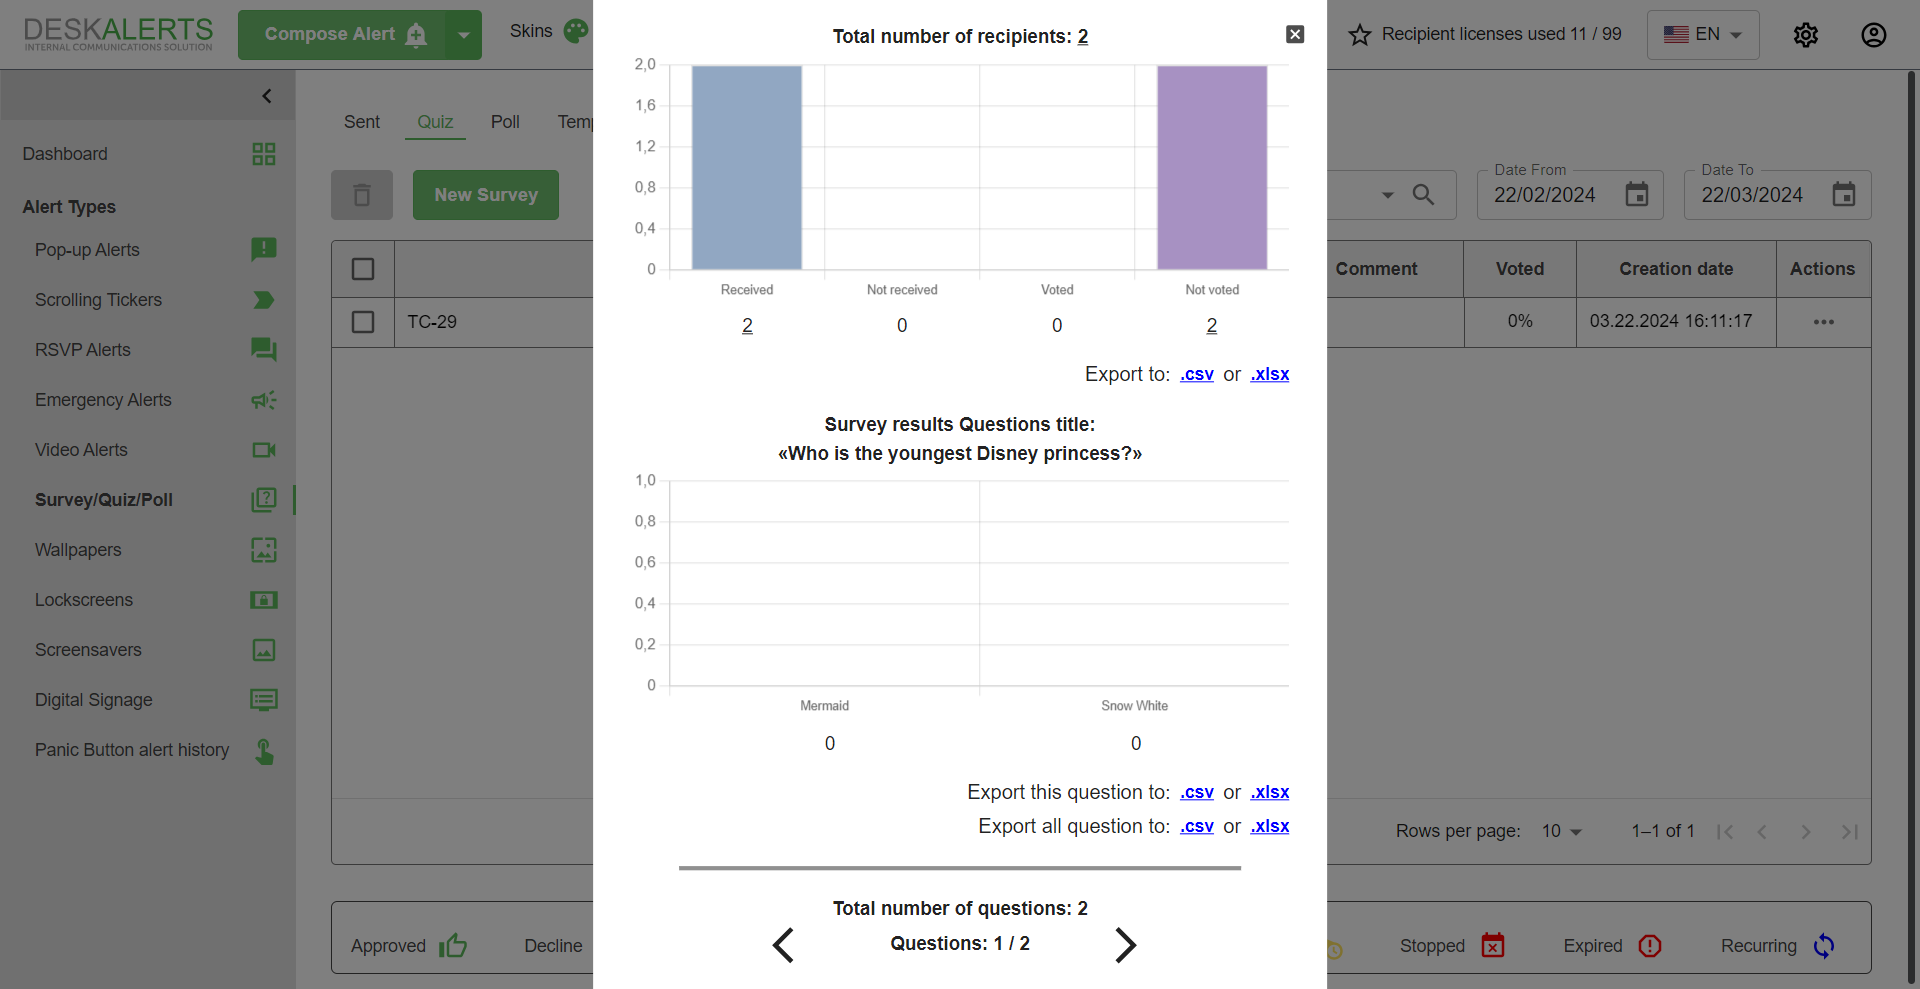 DESKALERTS
INTERNAL COMMUNICATIONS SOLUTION
Compose Alert
Skins
Recipient licenses used 11 / 99
EN
Dashboard
Alert Types
Pop-up Alerts
Scrolling Tickers
RSVP Alerts
Emergency Alerts
Video Alerts
Survey/Quiz/Poll
Wallpapers
Lockscreens
Screensavers
Digital Signage
Panic Button alert history
Sent Quiz Poll
New Survey
Date From
22/02/2024
Date To
22/03/2024
Comment Voted Creation date Actions
TC-29 0% 03.22.2024 16:11:17
Rows per page: 10 1–1 of 1
Approved Decline Stopped Expired Recurring
Total number of recipients: 2
2,0
1,6
1,2
0,8
0,4
0
Received Not received Voted Not voted
2 0 0 2
Export to: .csv or .xlsx
Survey results Questions title:
«Who is the youngest Disney princess?»
1,0
0,8
0,6
0,4
0,2
0
Mermaid Snow White
0 0
Export this question to: .csv or .xlsx
Export all question to: .csv or .xlsx
Total number of questions: 2
Questions: 1 / 2